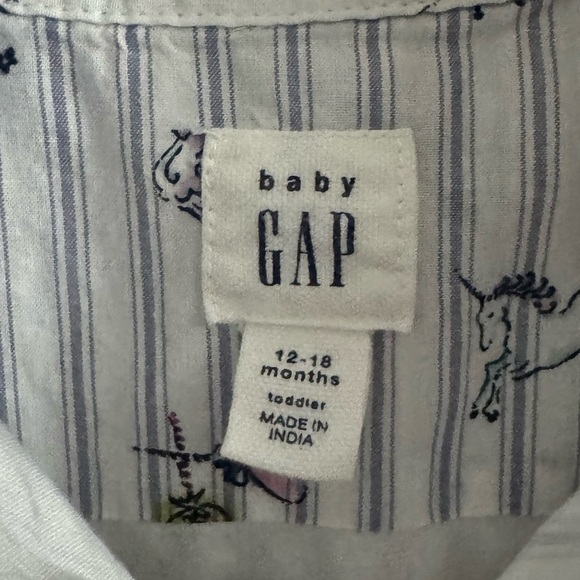 baby
GAP
12-18
months
toddler
MADE IN
INDIA